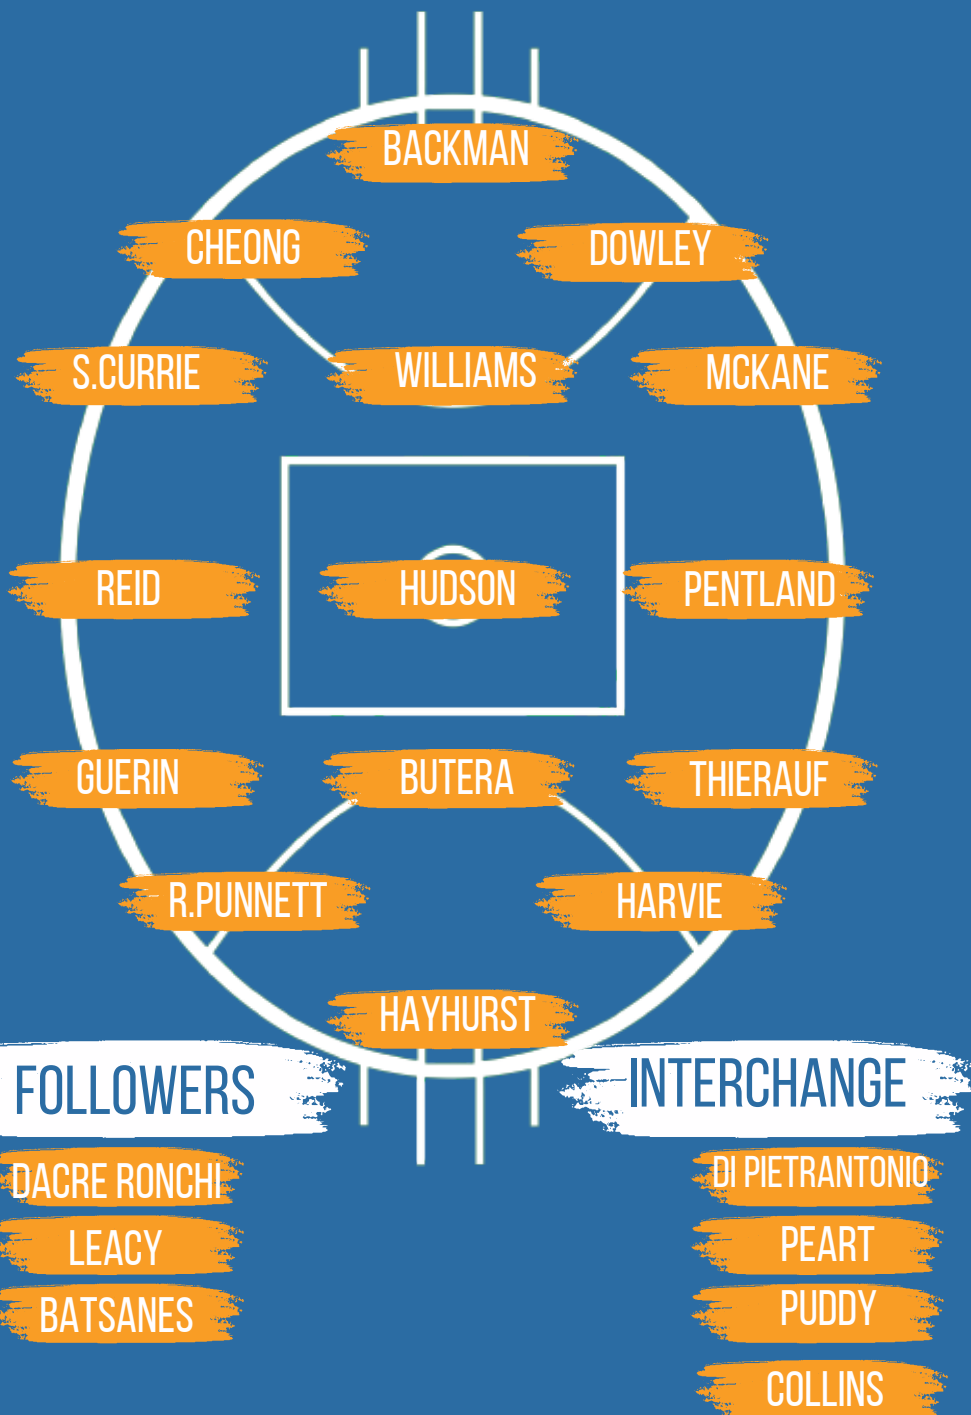 BACKMAN
CHEONG
DOWLEY
S.CURRIE
WILLIAMS
MCKANE
REID
HUDSON
PENTLAND
GUERIN
BUTERA
THIERAUF
R.PUNNETT
HARVIE
HAYHURST
FOLLOWERS
DACRE RONCHI
LEACY
BATSANES
INTERCHANGE
DI PIETRANTONIO
PEART
PUDDY
COLLINS